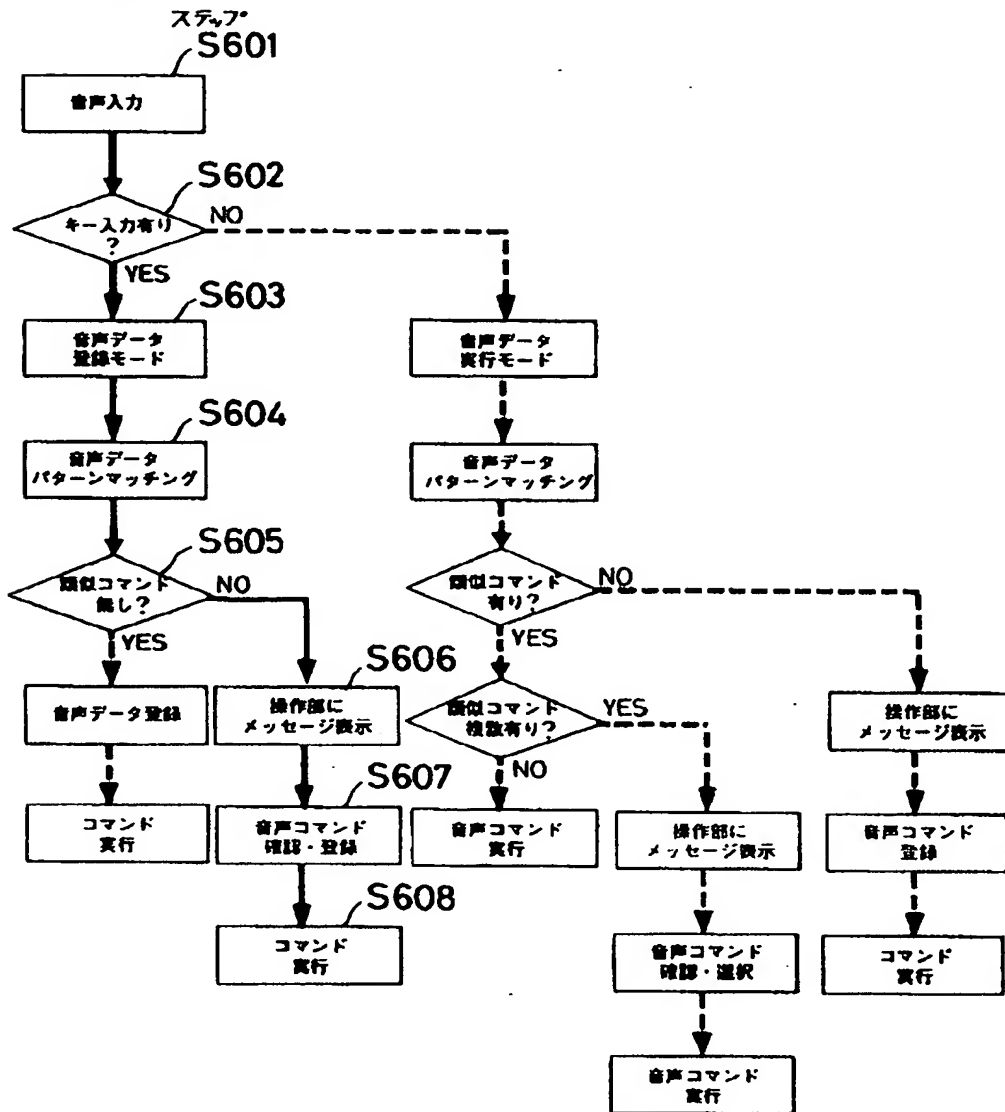 ステップ
S601
音声入力
S602
キー入力有り
?
NO
YES
S603
音声データ
登録モード
音声データ
実行モード
S604
音声データ
パターンマッチング
音声データ
パターンマッチング
S605
類似コマンド
無し?
NO
YES
類似コマンド
有り?
NO
YES
音声データ登録
S606
操作部に
メッセージ表示
類似コマンド
複数有り?
YES
NO
操作部に
メッセージ表示
コマンド
実行
S607
音声コマンド
確認・登録
音声コマンド
実行
操作部に
メッセージ表示
音声コマンド
登録
S608
コマンド
実行
音声コマンド
確認・選択
コマンド
実行
音声コマンド
実行